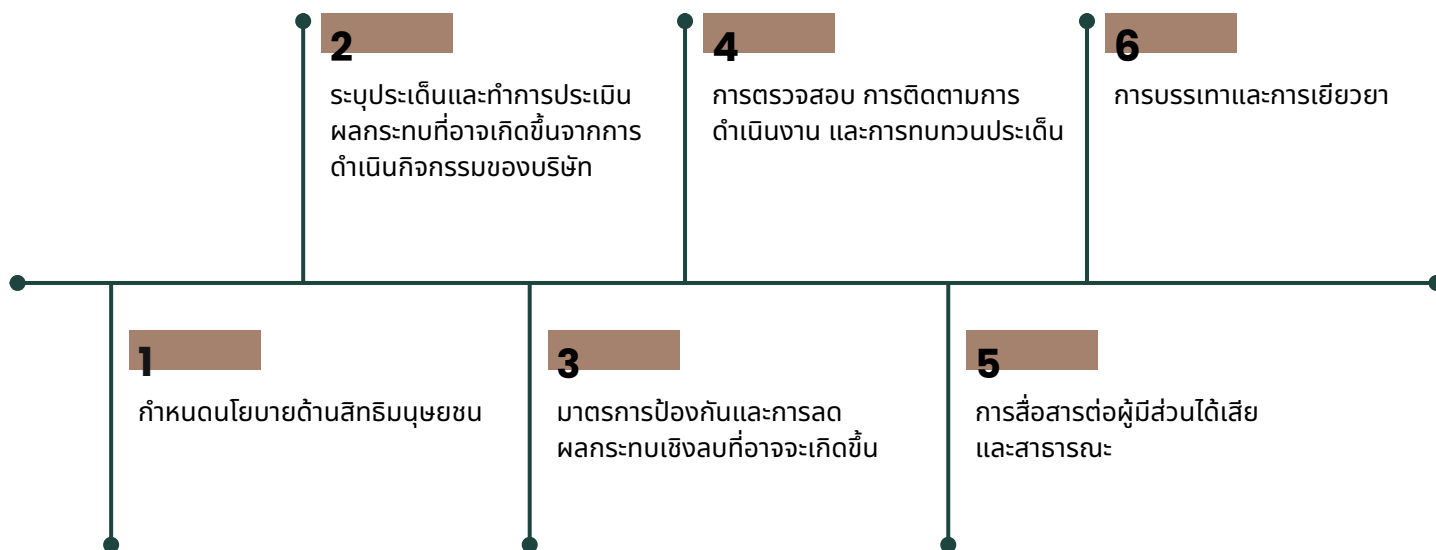 1
กำหนดนโยบายด้านสิทธิมนุษยชน
2
ระบุประเด็นและทำการประเมิน
ผลกระทบที่อาจเกิดขึ้นจากการ
ดำเนินกิจกรรมของบริษัท
3
มาตรการป้องกันและการลด
ผลกระทบเชิงลบที่อาจจะเกิดขึ้น
4
การตรวจสอบ การติดตามการ
ดำเนินงาน และการทบทวนประเด็น
5
การสื่อสารต่อผู้มีส่วนได้เสีย
และสาธารณะ
6
การบรรเทาและการเยียวยา